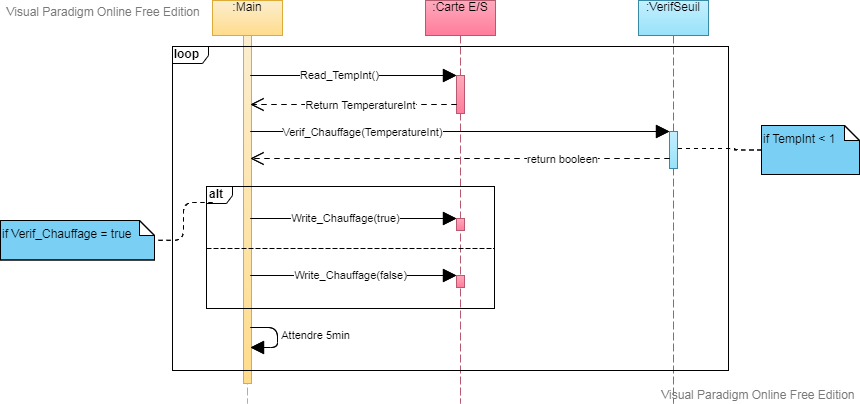 Visual Paradigm Online Free Edition
:Main
:Carte E/S
:VerifSeuil
loop
Read_TempInt()
Return TemperatureInt
Verif_Chauffage(TemperatureInt)
if TempInt < 1
return booleen
alt
Write_Chauffage(true)
if Verif_Chauffage = true
Write_Chauffage(false)
Attendre 5min
Visual Paradigm Online Free Edition